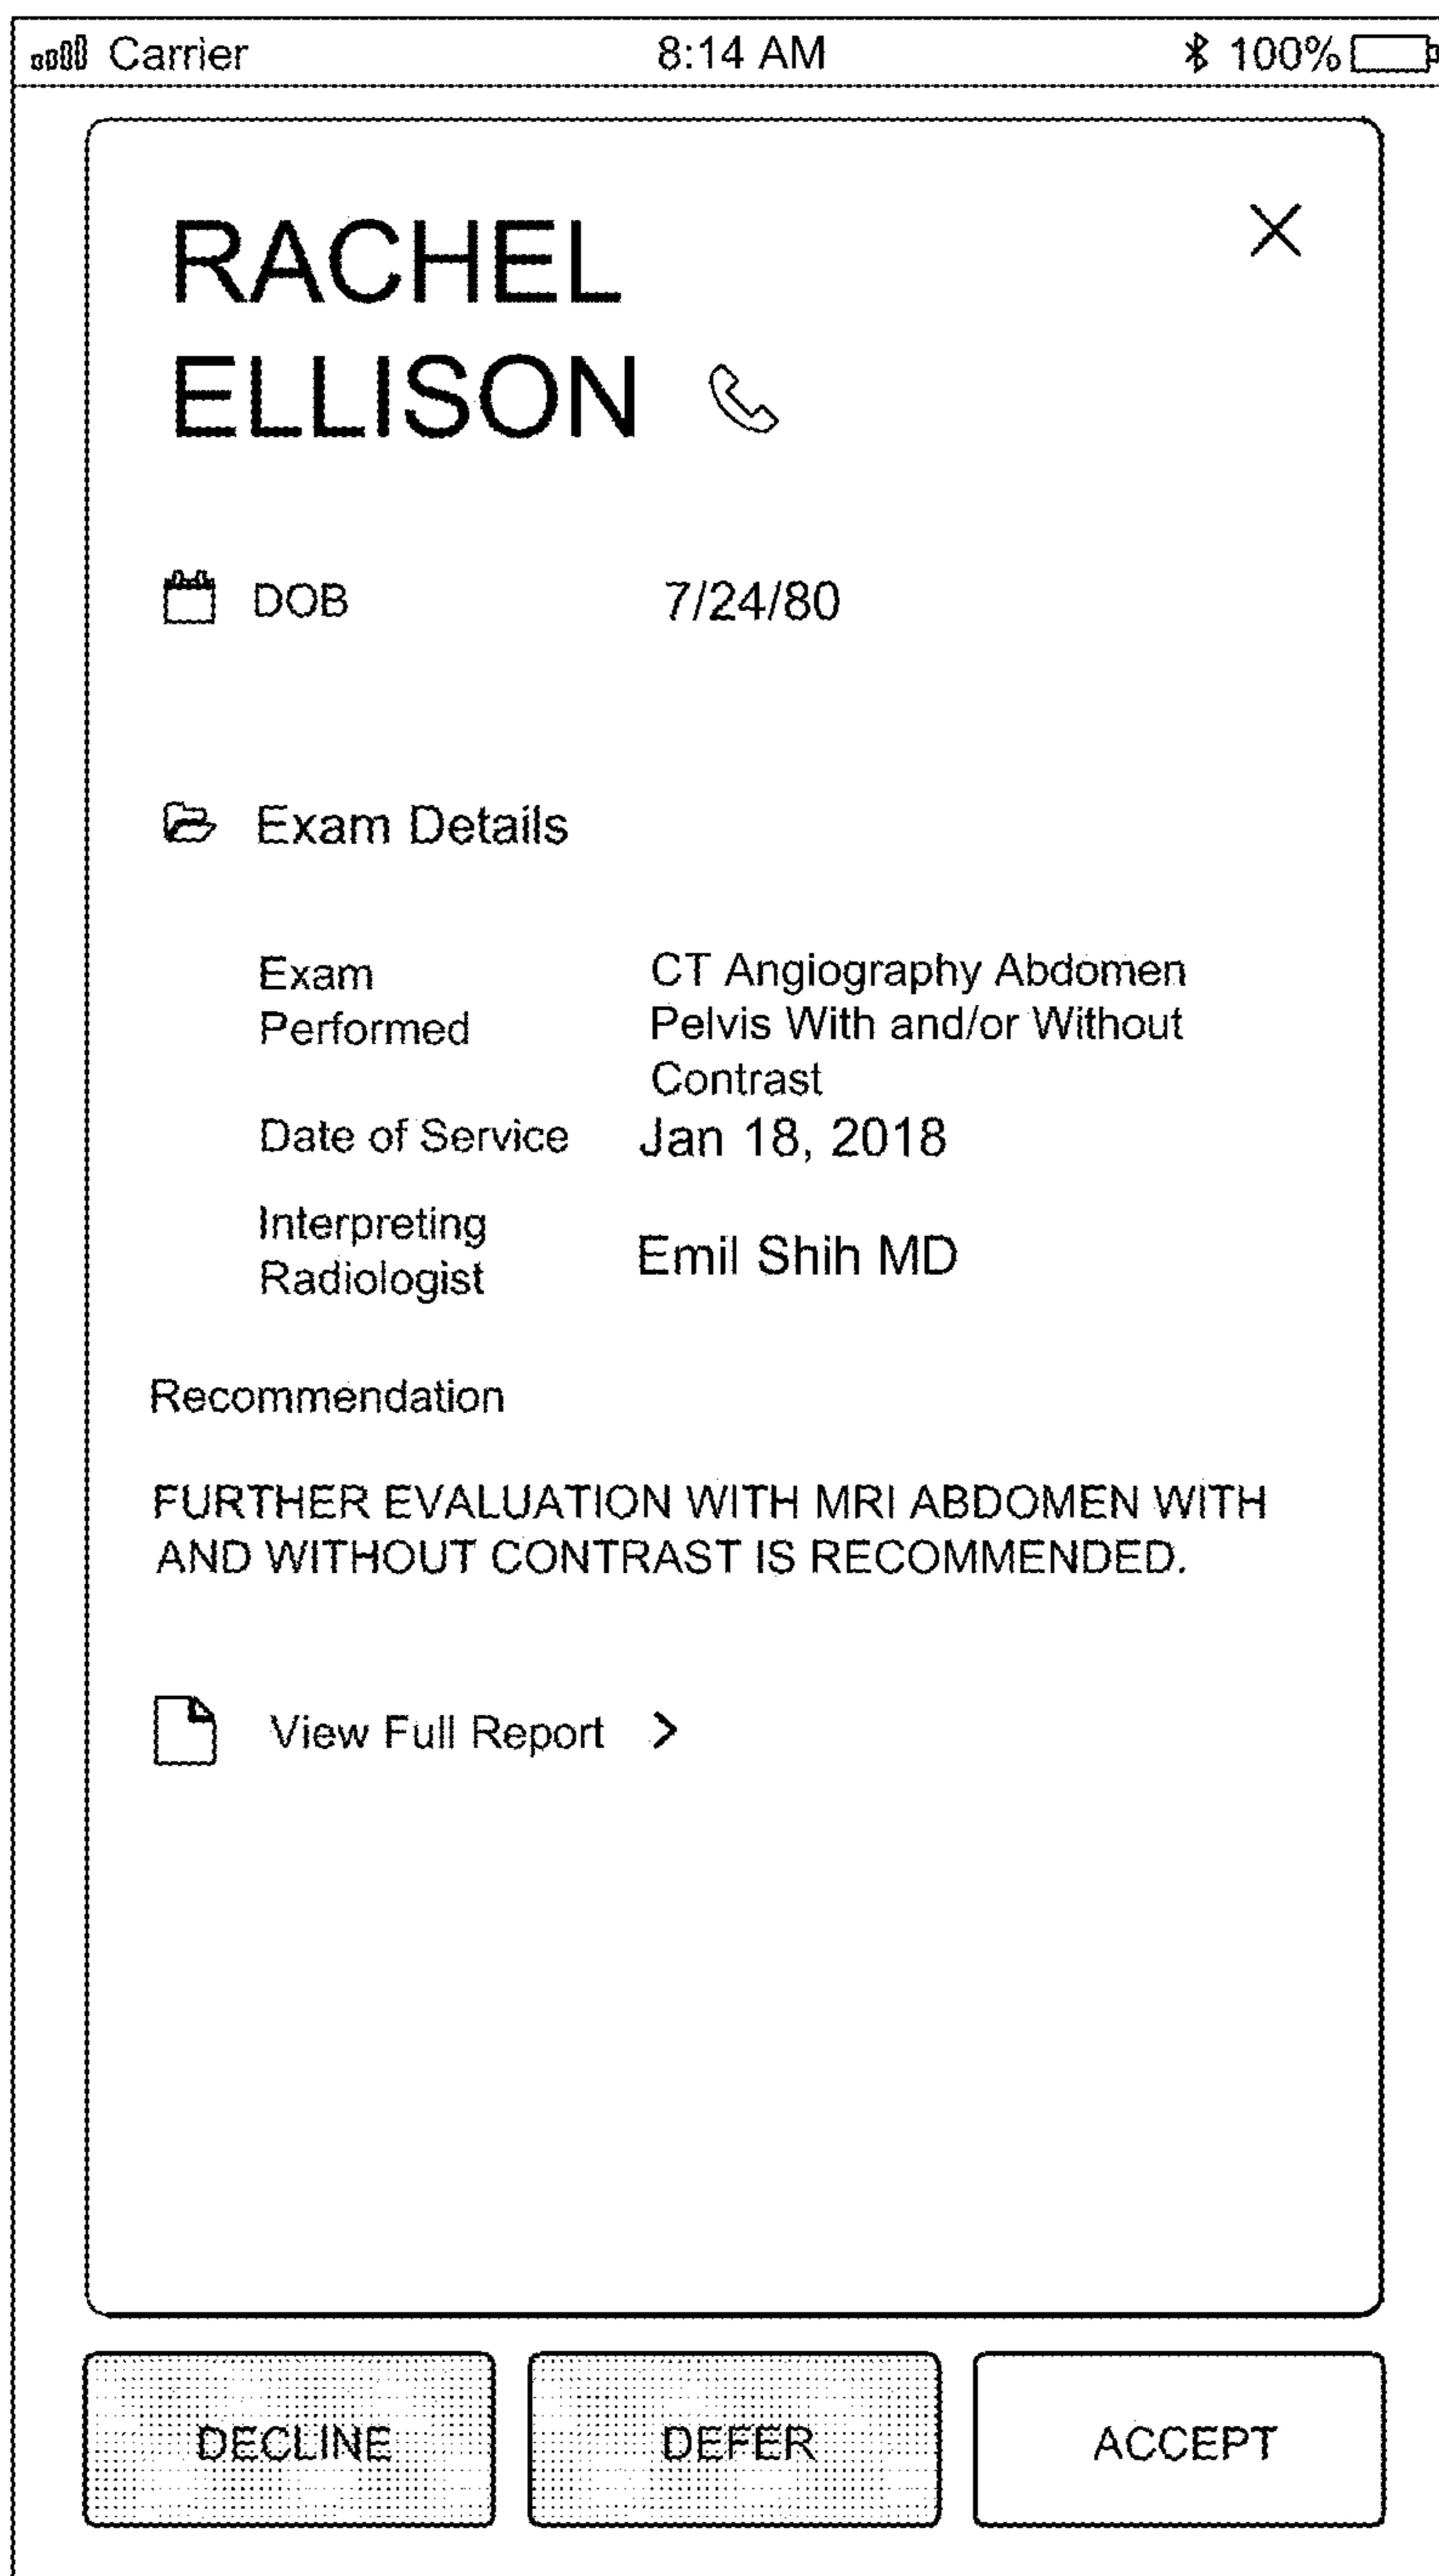 Carrier 8:14 AM 100%
RACHEL
ELLISON
DOB 7/24/80
Exam Details
Exam
Performed
CT Angiography Abdomen
Pelvis With and/or Without
Contrast
Date of Service Jan 18, 2018
Interpreting
Radiologist
Emil Shih MD
Recommendation
FURTHER EVALUATION WITH MRI ABDOMEN WITH
AND WITHOUT CONTRAST IS RECOMMENDED.
View Full Report >
DECLINE DEFER ACCEPT